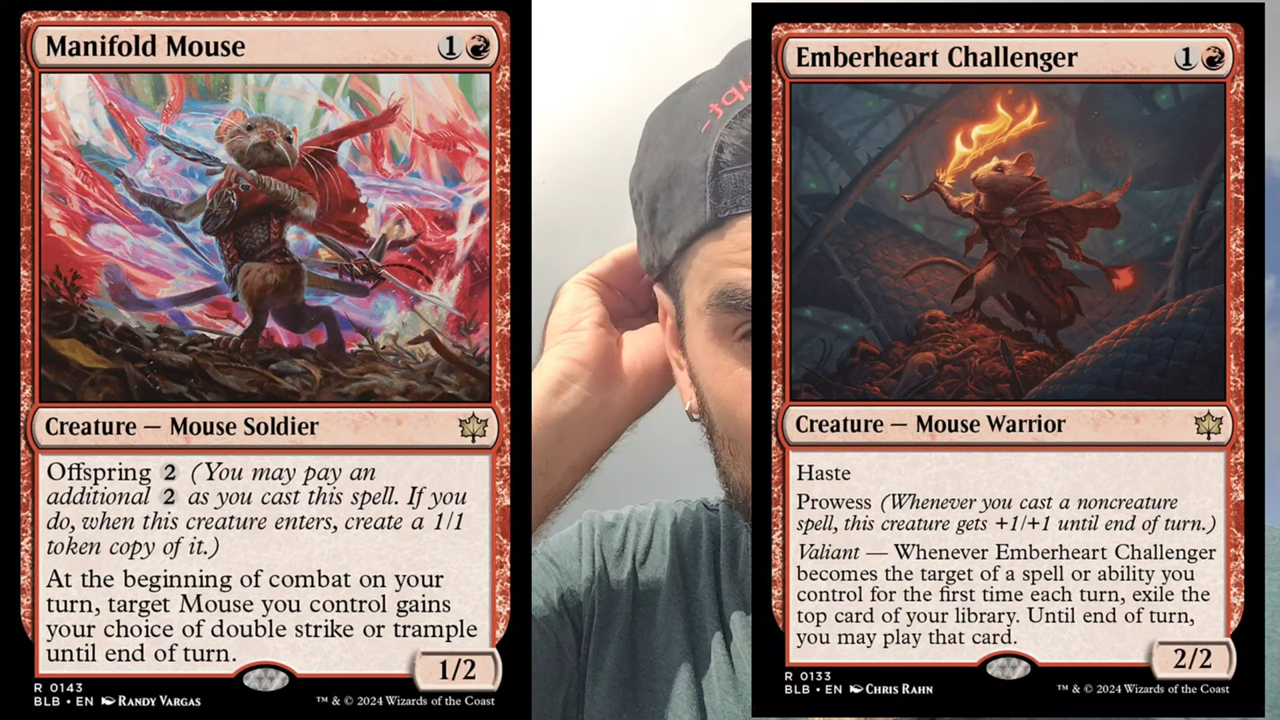 Manifold Mouse 1
Creature — Mouse Soldier
Offspring 2 (You may pay an
additional 2 as you cast this spell. If you
do, when this creature enters, create a 1/1
token copy of it.)
At the beginning of combat on your
turn, target Mouse you control gains
your choice of double strike or trample
until end of turn.
1/2
R 0143
BLB • EN RANDY VARGAS
™ & © 2024 Wizards of the Coast
Emberheart Challenger 1
Creature — Mouse Warrior
Haste
Prowess (Whenever you cast a noncreature
spell, this creature gets +1/+1 until end of turn.)
Valiant — Whenever Emberheart Challenger
becomes the target of a spell or ability you
control for the first time each turn, exile the
top card of your library. Until end of turn,
you may play that card.
2/2
R 0133
BLB • EN CHRIS RAHN
™ & © 2024 Wizards of the Coast